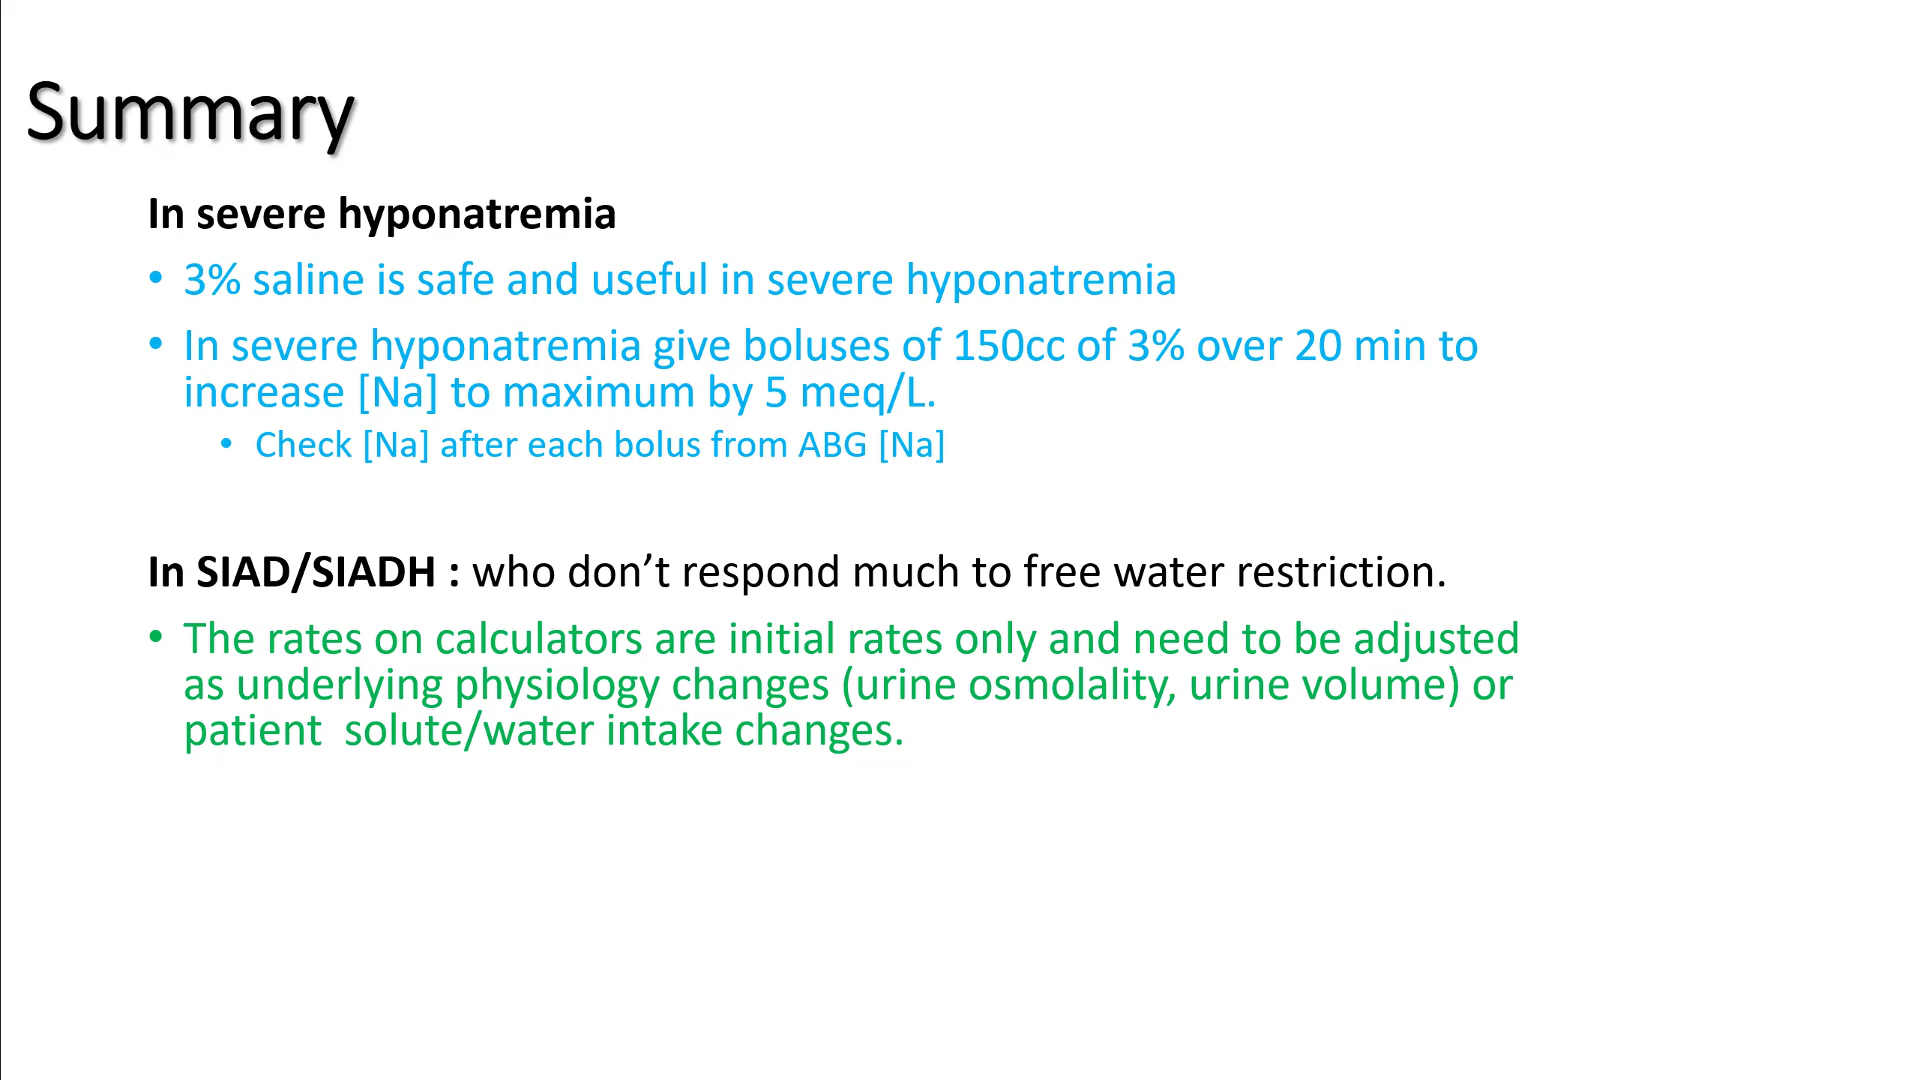 Summary
In severe hyponatremia
• 3% saline is safe and useful in severe hyponatremia
• In severe hyponatremia give boluses of 150cc of 3% over 20 min to
increase [Na] to maximum by 5 meq/L.
• Check [Na] after each bolus from ABG [Na]
In SIAD/SIADH : who don’t respond much to free water restriction.
• The rates on calculators are initial rates only and need to be adjusted
as underlying physiology changes (urine osmolality, urine volume) or
patient  solute/water intake changes.